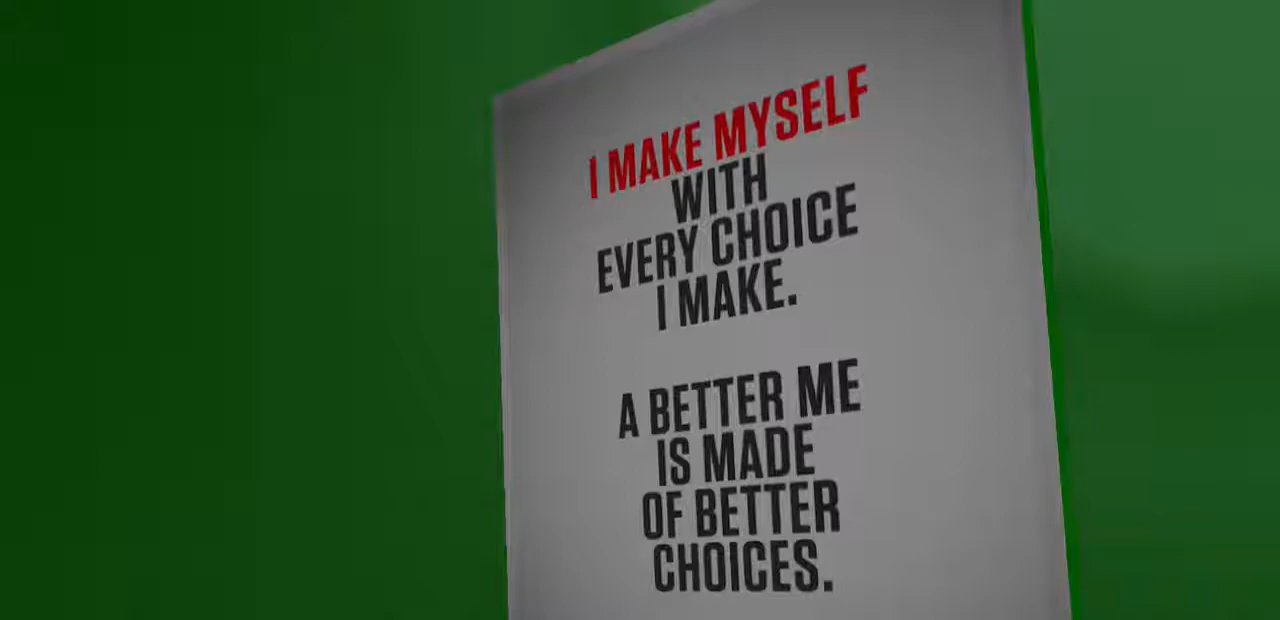 I MAKE MYSELF
WITH
EVERY CHOICE
I MAKE.
A BETTER ME
IS MADE
OF BETTER
CHOICES.